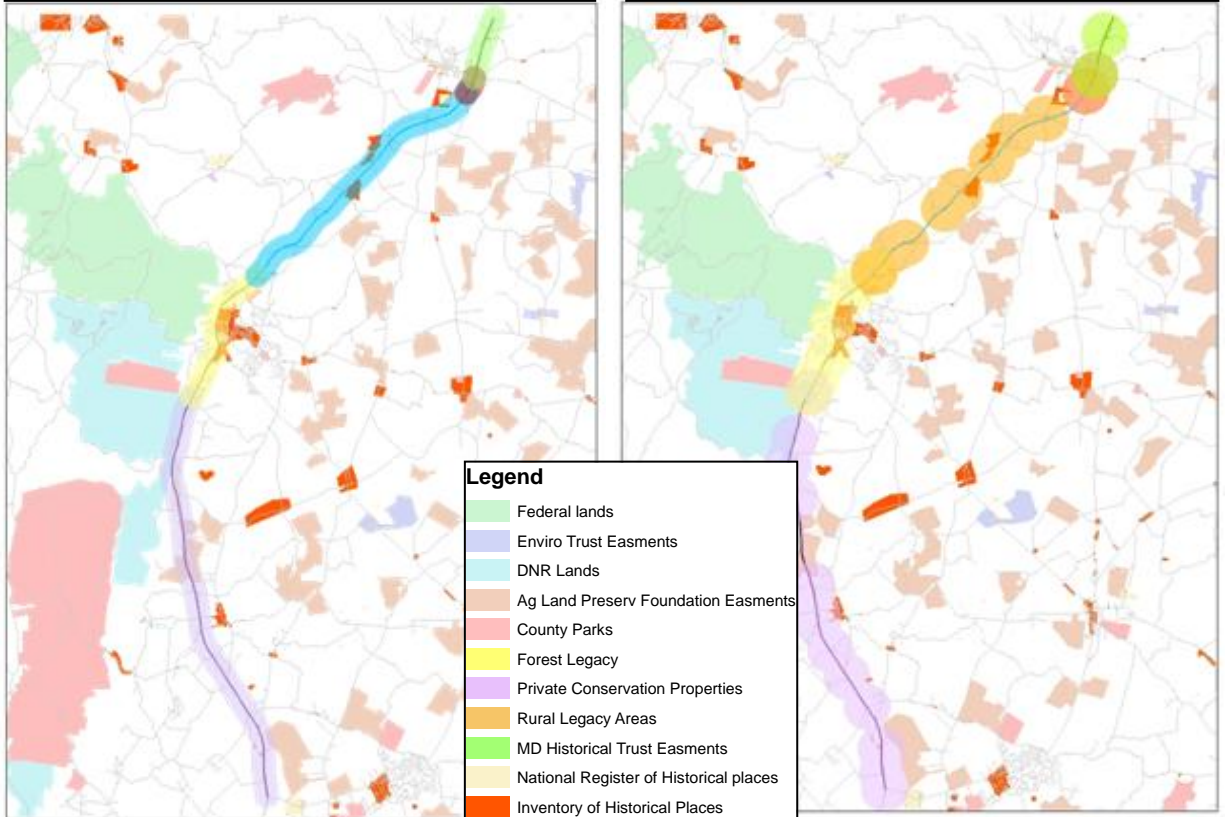 Legend
Federal lands
Enviro Trust Easments
DNR Lands
Ag Land Preserv Foundation Easments
County Parks
Forest Legacy
Private Conservation Properties
Rural Legacy Areas
MD Historical Trust Easments
National Register of Historical places
Inventory of Historical Places